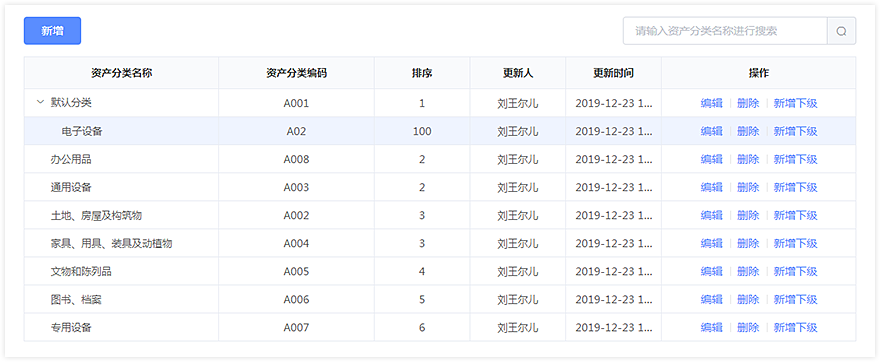 新增 请输入资产分类名称进行搜索
资产分类名称 资产分类编码 排序 更新人 更新时间 操作
默认分类 A001 1 刘王尔儿 2019-12-23 1... 编辑 删除 新增下级
电子设备 A02 100 刘王尔儿 2019-12-23 1... 编辑 删除 新增下级
办公用品 A008 2 刘王尔儿 2019-12-23 1... 编辑 删除 新增下级
通用设备 A003 2 刘王尔儿 2019-12-23 1... 编辑 删除 新增下级
土地、房屋及构筑物 A002 3 刘王尔儿 2019-12-23 1... 编辑 删除 新增下级
家具、用具、装具及动植物 A004 3 刘王尔儿 2019-12-23 1... 编辑 删除 新增下级
文物和陈列品 A005 4 刘王尔儿 2019-12-23 1... 编辑 删除 新增下级
图书、档案 A006 5 刘王尔儿 2019-12-23 1... 编辑 删除 新增下级
专用设备 A007 6 刘王尔儿 2019-12-23 1... 编辑 删除 新增下级